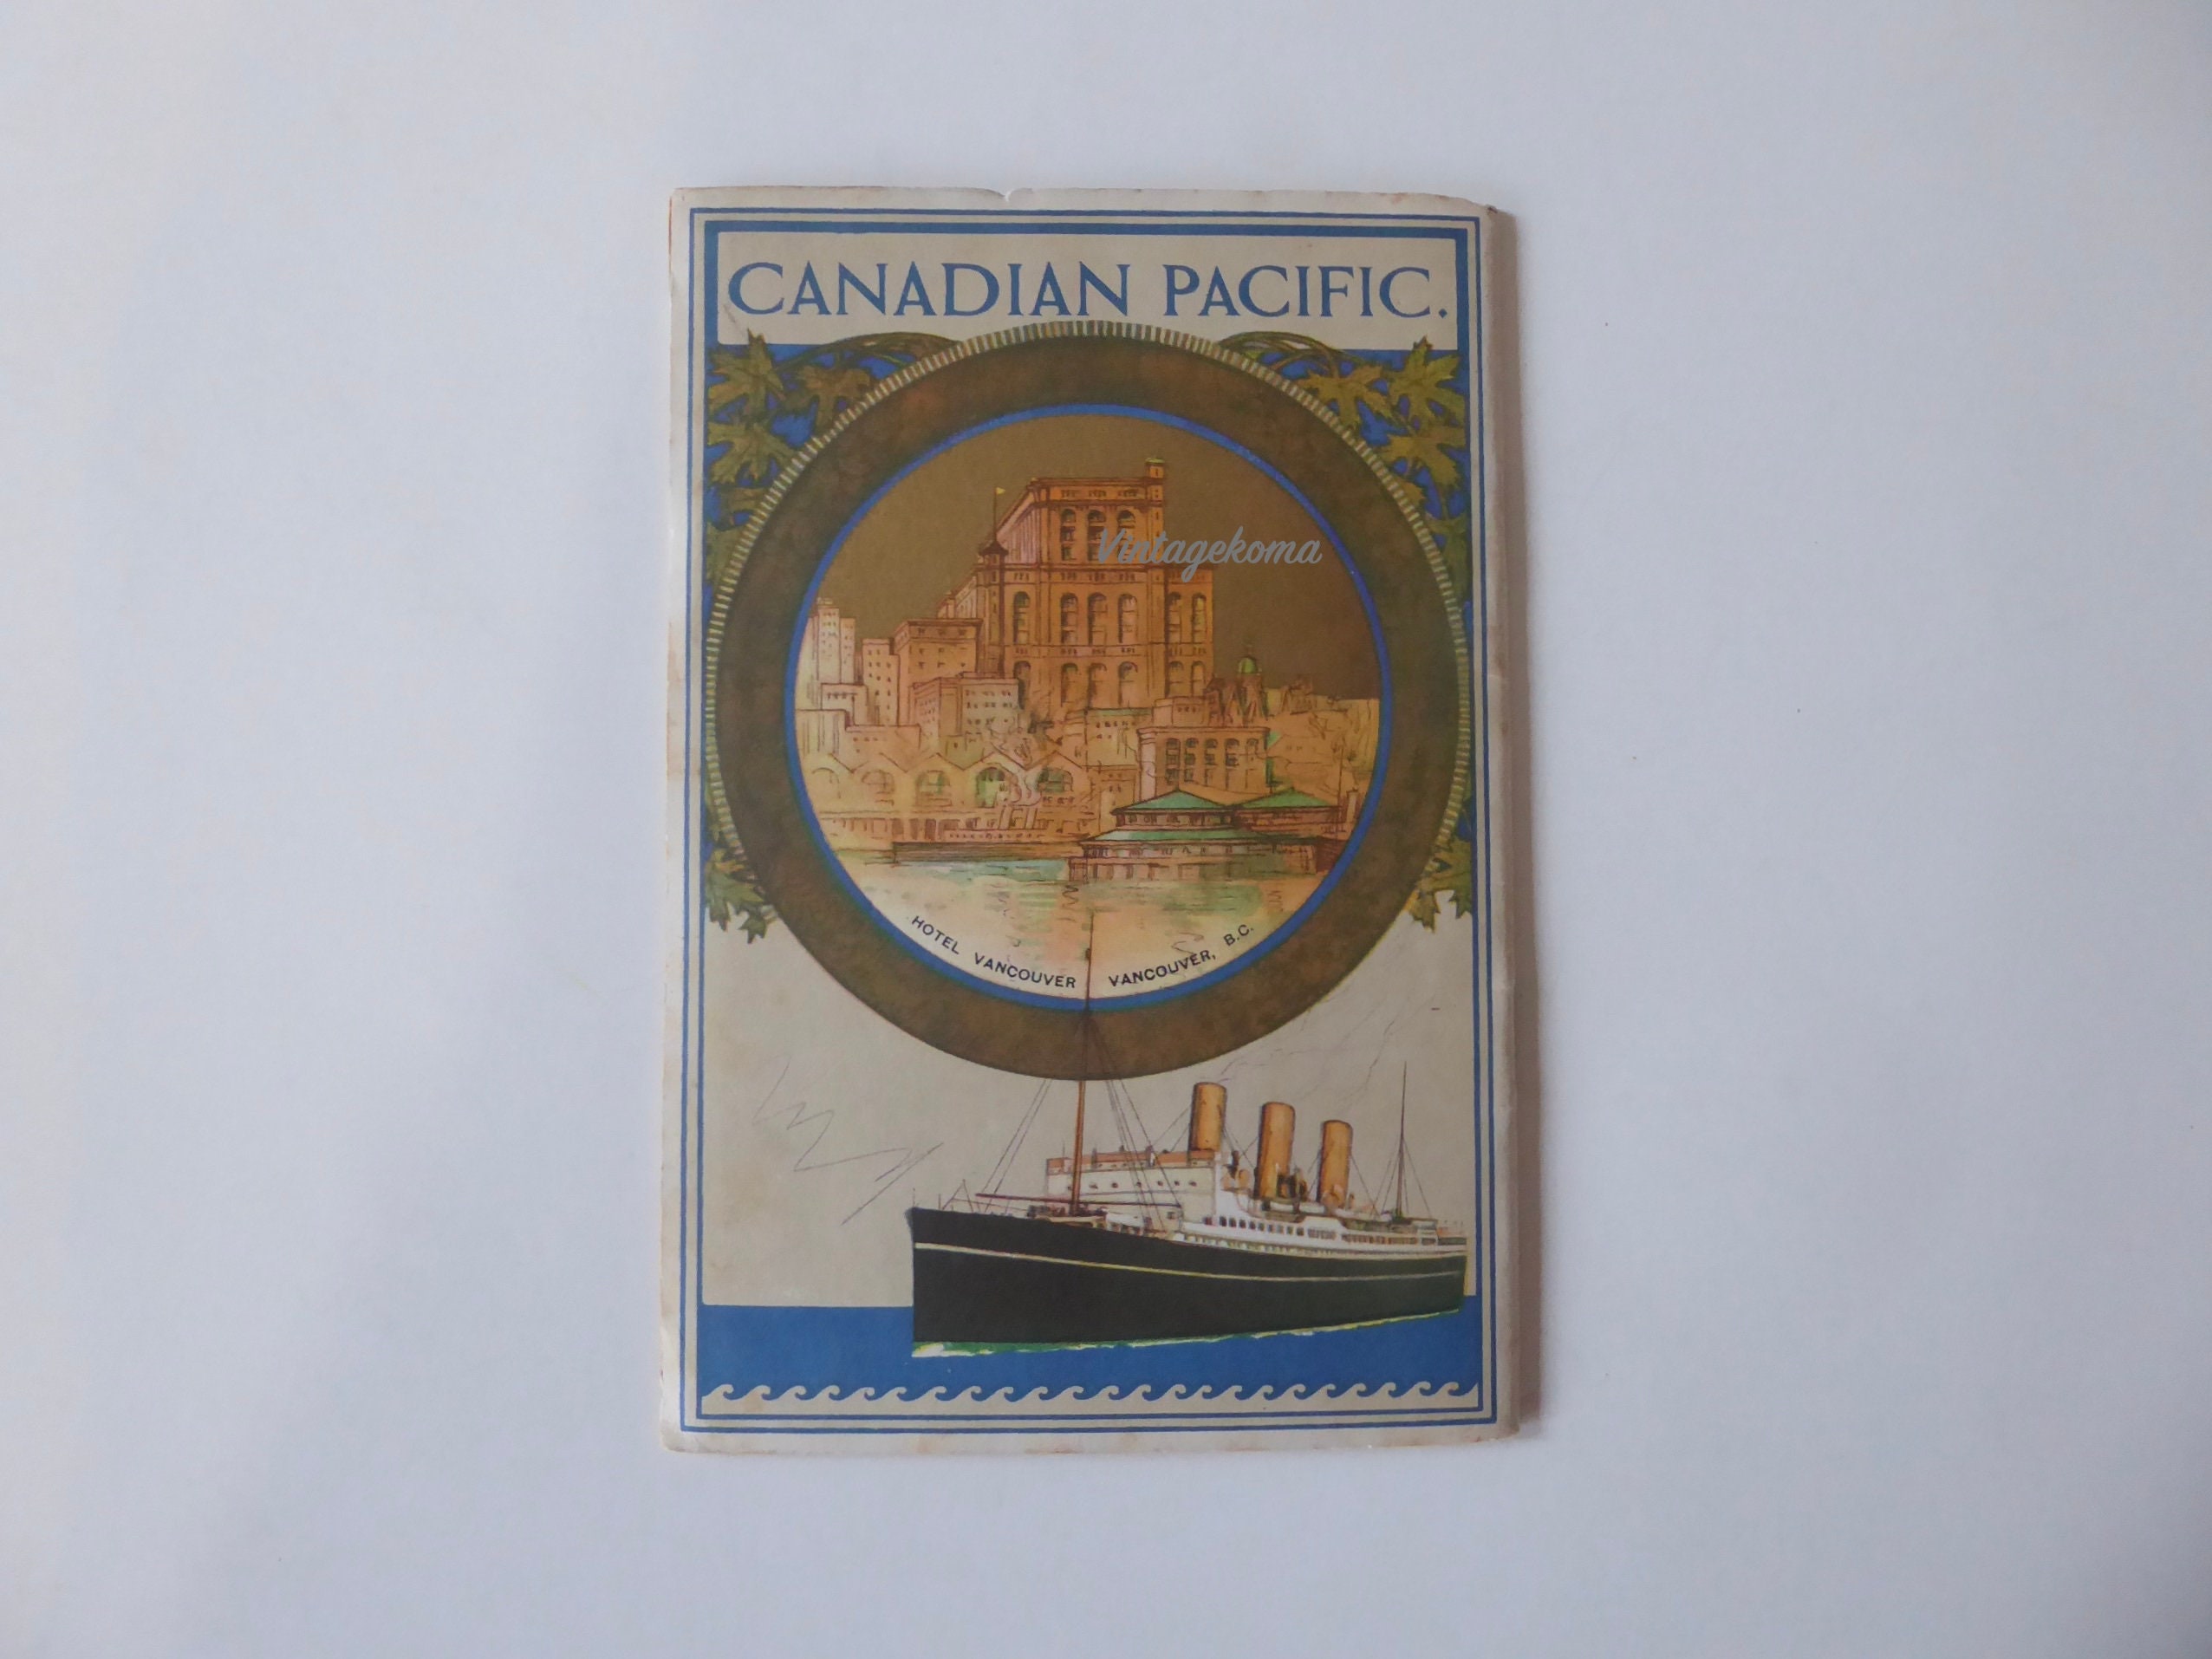 CANADIAN PACIFIC.
Vintagekoma
HOTEL VANCOUVER VANCOUVER, B.C.